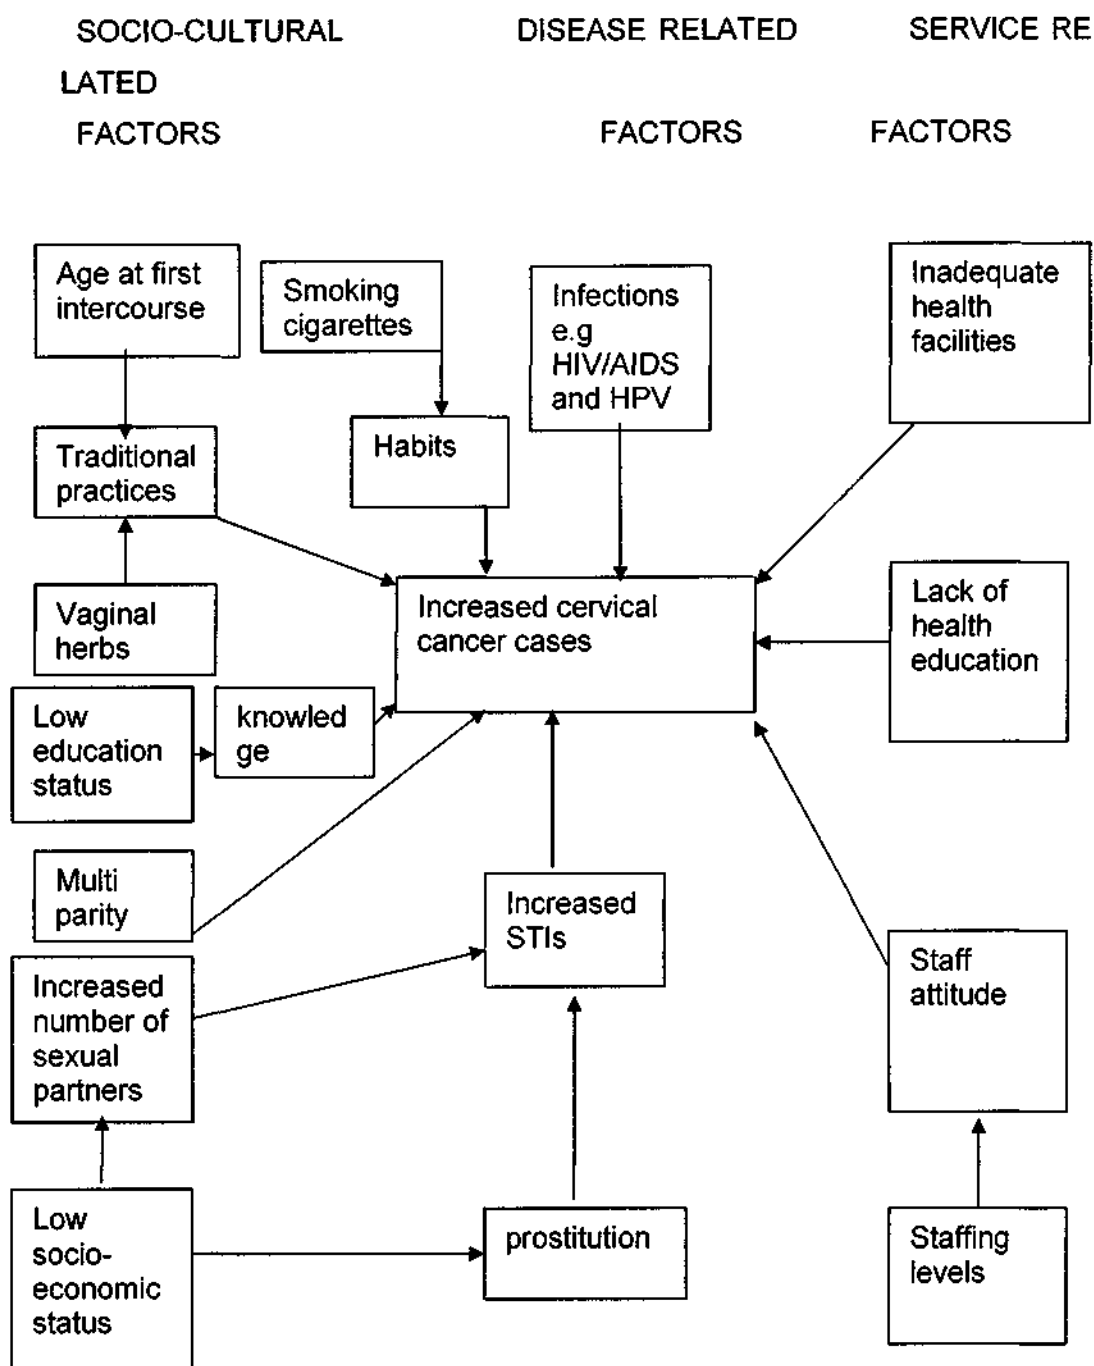 SOCIO-CULTURAL DISEASE RELATED SERVICE RE
LATED
FACTORS FACTORS FACTORS
Age at first
intercourse
Smoking
cigarettes
Infections
e.g
HIV/AIDS
and HPV
Inadequate
health
facilities
Traditional
practices
Habits
Vaginal
herbs
Increased cervical
cancer cases
Lack of
health
education
Low
education
status
knowled
ge
Multi
parity
Increased
STIs
Staff
attitude
Increased
number of
sexual
partners
Low
socio-
economic
status
prostitution
Staffing
levels